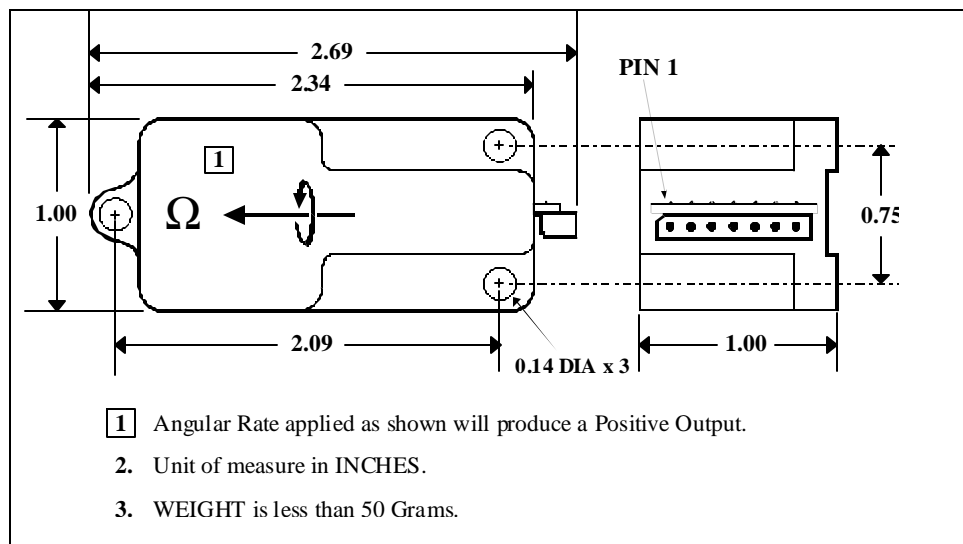 2.69
PIN 1
2.34
1
1.00
Ω
0.75
2.09
1.00
0.14 DIA x 3
1 Angular Rate applied as shown will produce a Positive Output.
2. Unit of measure in INCHES.
3. WEIGHT is less than 50 Grams.